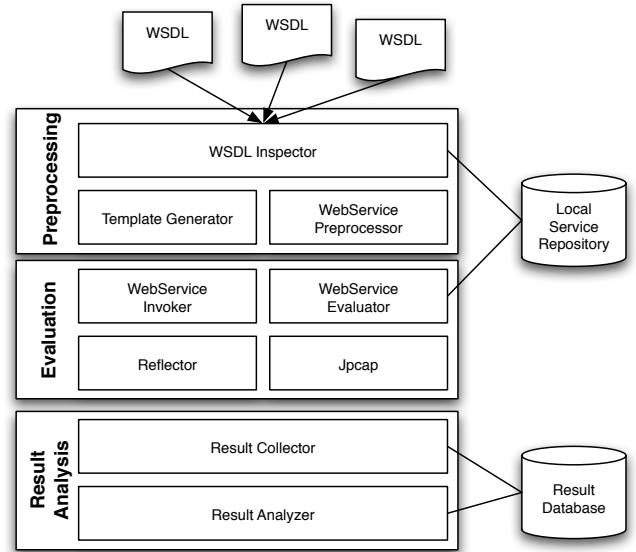 WSDL
WSDL
WSDL
Preprocessing
WSDL Inspector
Template Generator
WebService
Preprocessor
Local
Service
Repository
Evaluation
WebService
Invoker
WebService
Evaluator
Reflector
Jpcap
Result
Analysis
Result Collector
Result Analyzer
Result
Database